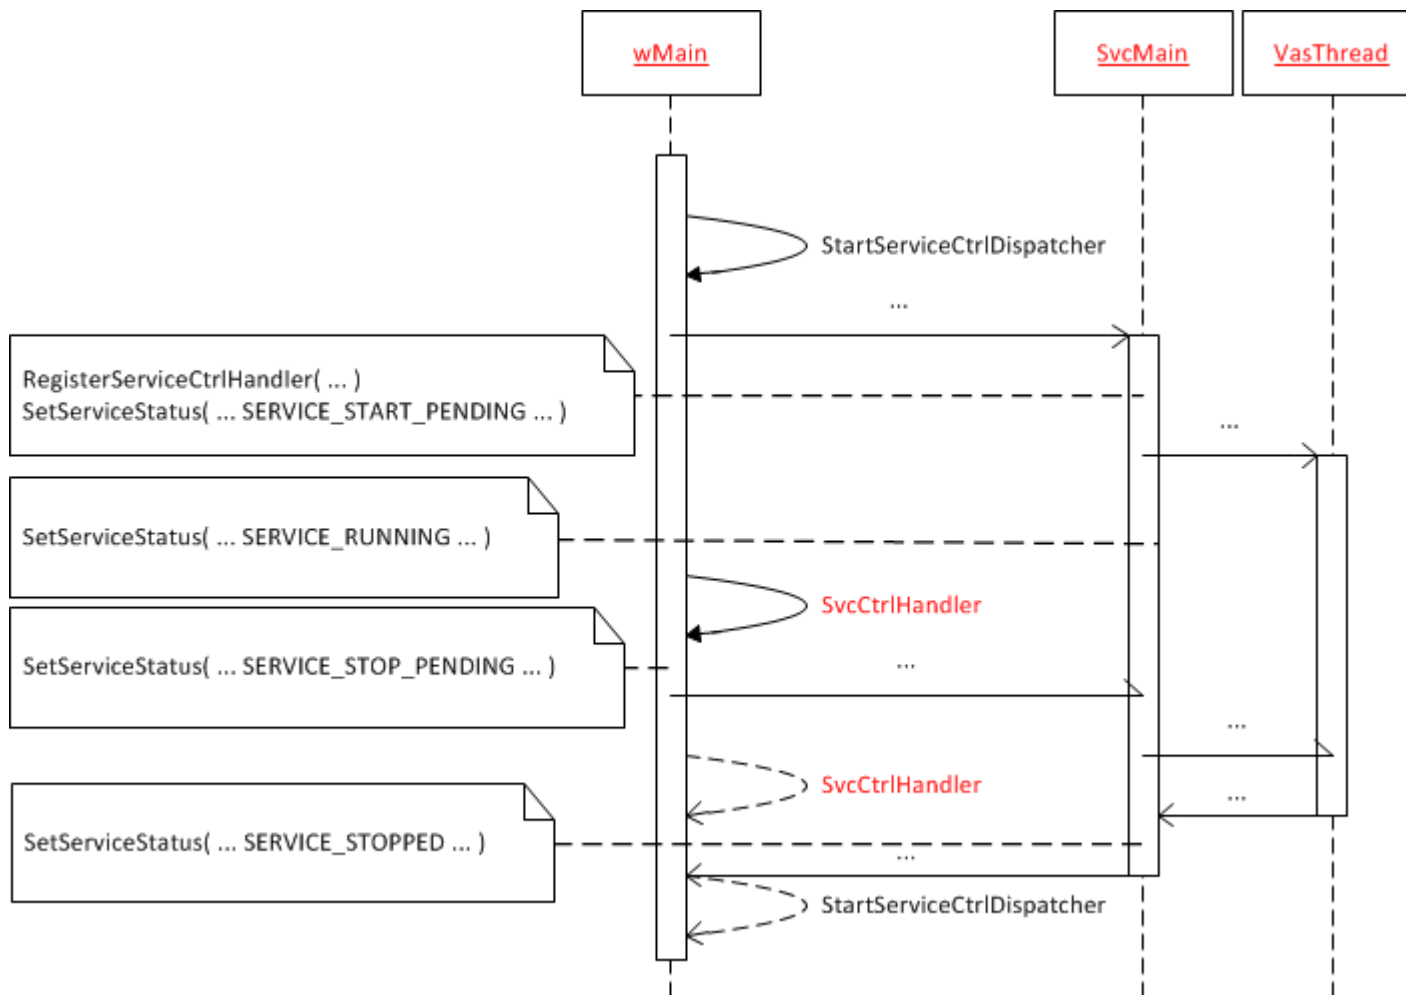 wMain
SvcMain
VasThread
StartServiceCtrlDispatcher
...
RegisterServiceCtrlHandler( ... )
SetServiceStatus( ... SERVICE_START_PENDING ... )
...
SetServiceStatus( ... SERVICE_RUNNING ... )
SvcCtrlHandler
SetServiceStatus( ... SERVICE_STOP_PENDING ... )
...
...
SvcCtrlHandler
...
SetServiceStatus( ... SERVICE_STOPPED ... )
...
StartServiceCtrlDispatcher